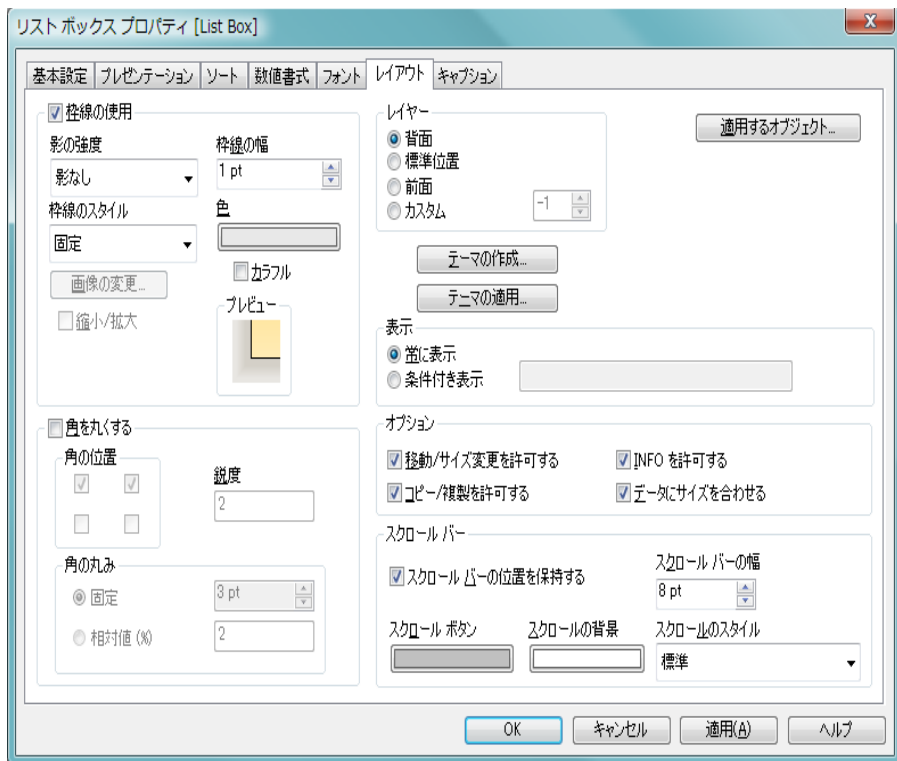 リスト ボックス プロパティ [List Box]
基本設定 プレゼンテーション ソート 数値書式 フォント レイアウト キャプション
枠線の使用
影の強度
影なし
枠線の幅
1 pt
枠線のスタイル
固定
色
画像の変更...
カラフル
縮小/拡大
プレビュー
角を丸くする
角の位置
鋭度
2
角の丸み
固定
3 pt
相対値 (%)
2
レイヤー
背面
標準位置
前面
カスタム
-1
適用するオブジェクト...
テーマの作成...
テーマの適用...
表示
常に表示
条件付き表示
オプション
移動/サイズ変更を許可する
INFO を許可する
コピー/複製を許可する
データにサイズを合わせる
スクロール バー
スクロール バーの位置を保持する
スクロール バーの幅
8 pt
スクロール ボタン
スクロールの背景
スクロールのスタイル
標準
OK
キャンセル
適用(A)
ヘルプ